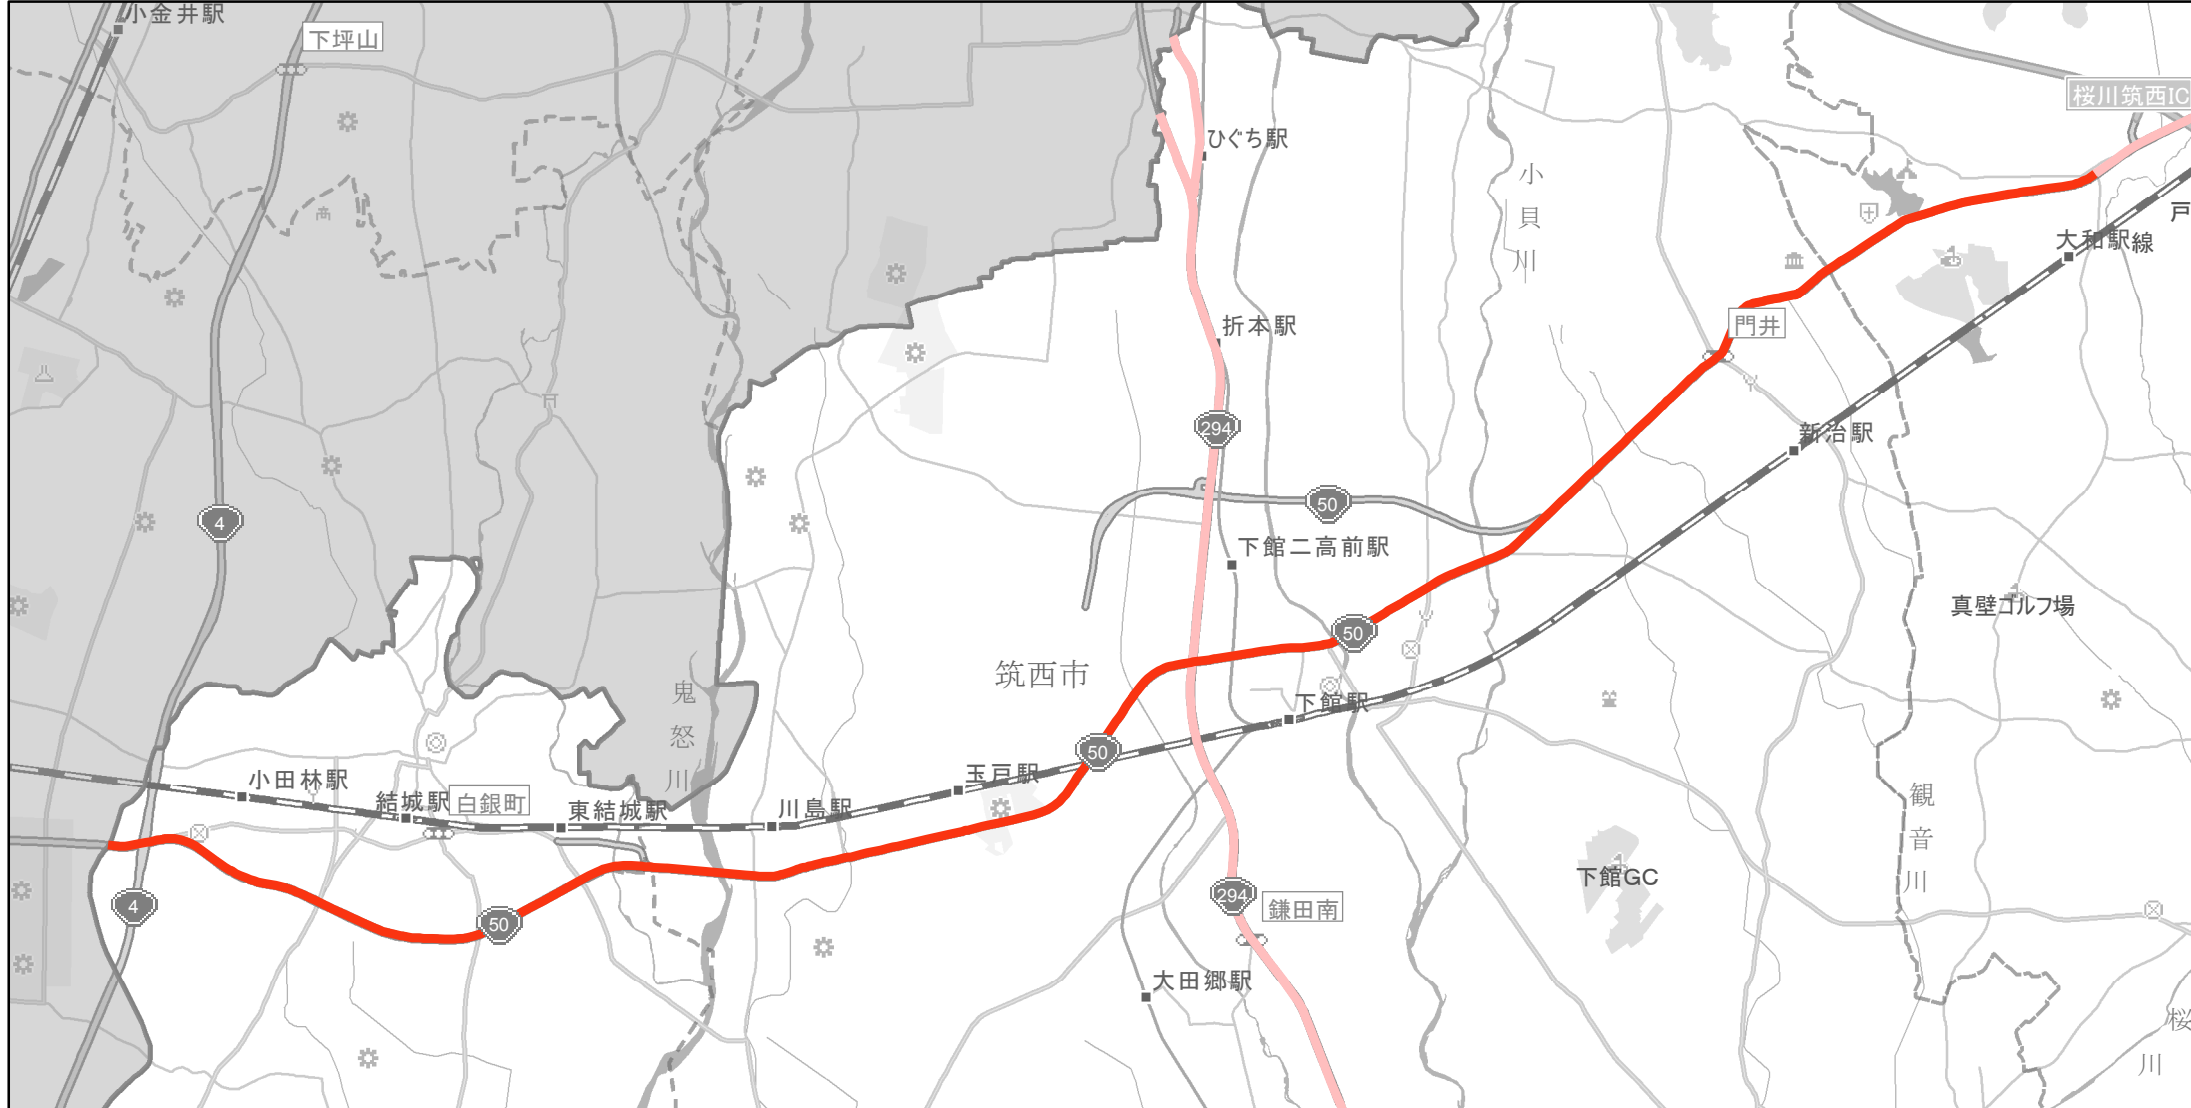 小金井駅
下坪山
桜川筑西IC
ひぐち駅
小貝川
戸
大和駅
線
折本駅
門井
294
新治駅
4
50
下館二高前駅
真壁ゴルフ場
50
筑西市
鬼怒川
下館駅
50
小田林駅
結城駅
白銀町
東結城駅
川島駅
玉戸駅
観音川
下館GC
4
50
294
鎌田南
大田郷駅
桜川